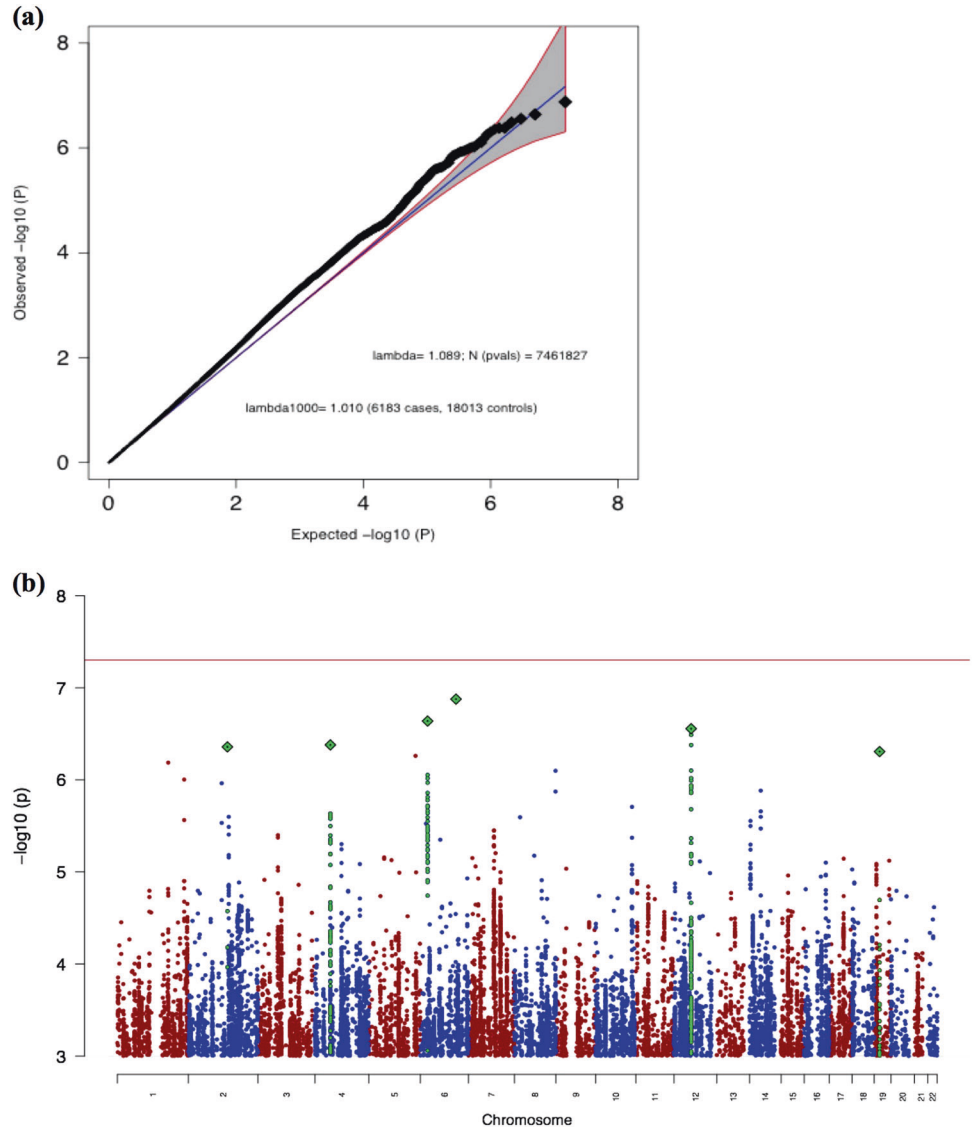 (a)
8
6
4
2
0
Observed −log10 (P)
lambda= 1.089; N (pvals) = 7461827
lambda1000= 1.010 (6183 cases, 18013 controls)
0 2 4 6 8
Expected −log10 (P)
(b)
8
7
6
5
4
3
−log10 (p)
1 2 3 4 5 6 7 8 9 10 11 12 13 14 15 16 17 18 19 20 21 22
Chromosome